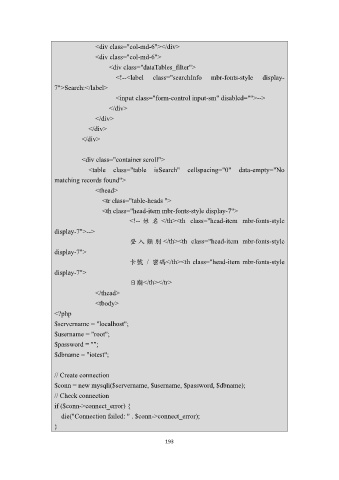 <div class="col-md-6"></div>
<div class="col-md-6">
<div class="dataTables_filter">
<!--<label class="searchInfo mbr-fonts-style display-
7">Search:</label>
<input class="form-control input-sm" disabled="">-->
</div>
</div>
</div>
</div>
<div class="container scroll">
<table class="table isSearch" cellspacing="0" data-empty="No
matching records found">
<thead>
<tr class="table-heads ">
<th class="head-item mbr-fonts-style display-7">
<!-- 姓 名 </th><th class="head-item mbr-fonts-style
display-7">-->
登 入 類 別 </th><th class="head-item mbr-fonts-style
display-7">
卡號 / 密碼</th><th class="head-item mbr-fonts-style
display-7">
日期</th></tr>
</thead>
<tbody>
<?php
$servername = "localhost";
$username = "root";
$password = "";
$dbname = "iotest";
// Create connection
$conn = new mysqli($servername, $username, $password, $dbname);
// Check connection
if ($conn->connect_error) {
die("Connection failed: " . $conn->connect_error);
}
198